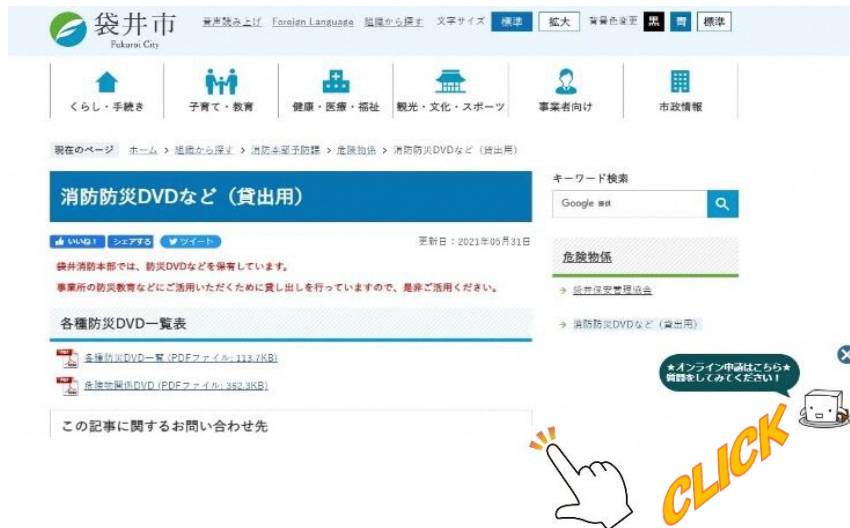 袋井市
Fukuroi City
音声読み上げ Foreign Language 組織から探す 文字サイズ 標準 拡大 背景色変更 黒 青 標準
くらし・手続き 子育て・教育 健康・医療・福祉 観光・文化・スポーツ 事業者向け 市政情報
現在のページ ホーム > 組織から探す > 消防本部予防課 > 危険物係 > 消防防災DVDなど（貸出用）
消防防災DVDなど（貸出用）
キーワード検索
Google 提供
いいね！ シェアする ツイート 更新日：2021年05月31日
袋井消防本部では、防災DVDなどを保有しています。
事業所の防災教育などにご活用いただくために貸し出しを行っていますので、是非ご活用ください。
危険物係
→ 袋井保安管理協会
→ 消防防災DVDなど（貸出用）
各種防災DVD一覧表
各種防災DVD一覧 (PDFファイル: 113.7KB)
危険物関係DVD (PDFファイル: 362.3KB)
この記事に関するお問い合わせ先
★オンライン申請はこちら★
質問をしてみてください！
CLICK